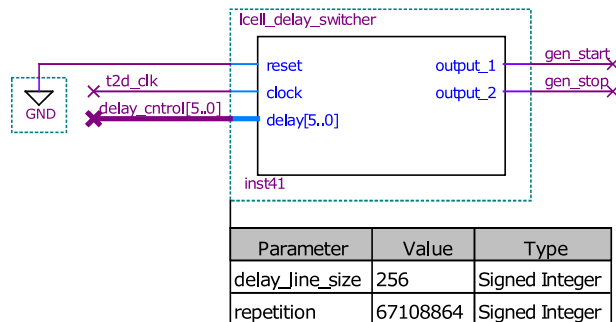 lcell_delay_switcher
reset output_1 gen_start
t2d_clk clock output_2 gen_stop
GND delay_cntrol[5..0] delay[5..0]
inst41
Parameter Value Type
delay_line_size 256 Signed Integer
repetition 67108864 Signed Integer